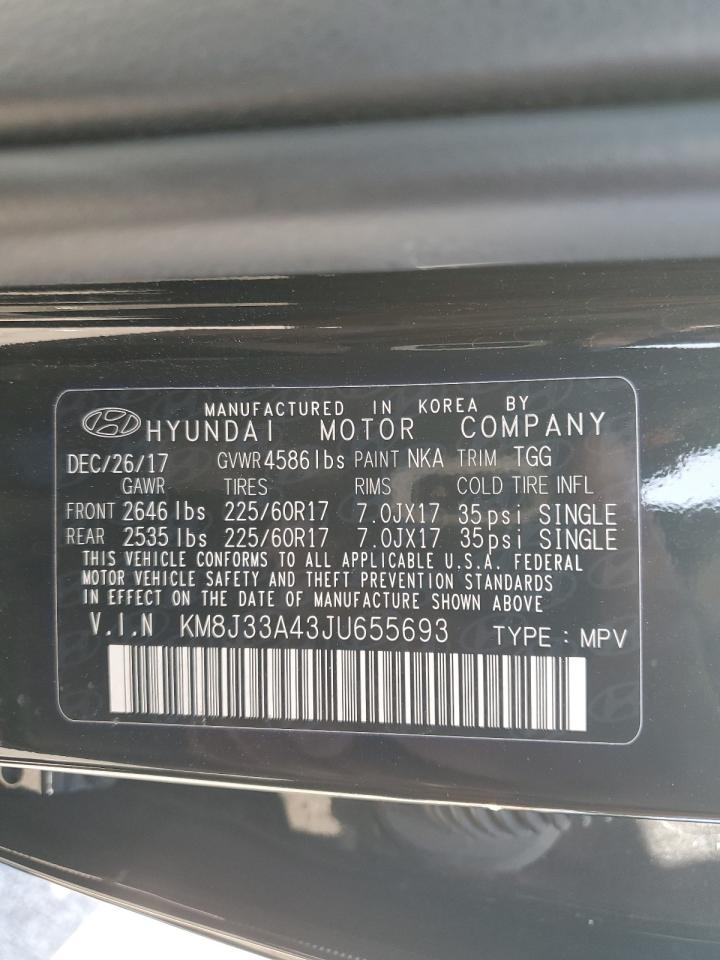 MANUFACTURED IN KOREA BY
HYUNDAI MOTOR COMPANY
DEC/26/17 GVWR 4586lbs PAINT NKA TRIM TGG
GAWR TIRES RIMS COLD TIRE INFL
FRONT 2646 lbs 225/60R17 7.0JX17 35psi SINGLE
REAR 2535 lbs 225/60R17 7.0JX17 35psi SINGLE
THIS VEHICLE CONFORMS TO ALL APPLICABLE U.S.A. FEDERAL
MOTOR VEHICLE SAFETY AND THEFT PREVENTION STANDARDS
IN EFFECT ON THE DATE OF MANUFACTURE SHOWN ABOVE
V.I.N KM8J33A43JU655693 TYPE : MPV